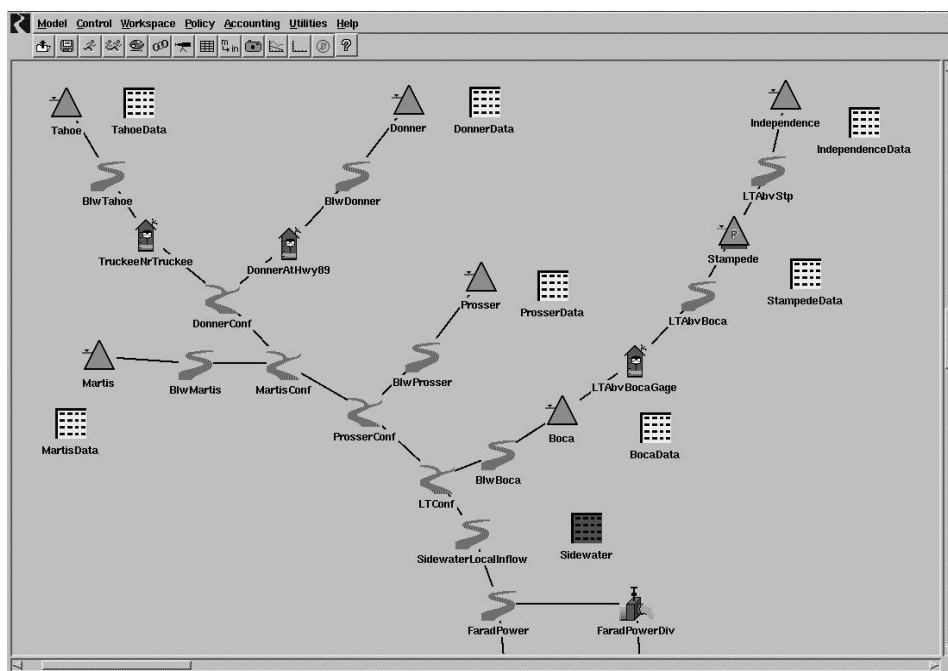 Model Control Workspace Policy Accounting Utilities Help
m in ?
Tahoe TahoeData Donner DonnerData Independence IndependenceData
BlwTahoe BlwDonner LTAbvStp
TruckeeNrTruckee DonnerAtHwy89 P Stampede
DonnerConf Prosser ProsserData LTAbvBoca StampedeData
Martis BlwMartis MartisConf BlwProsser LTAbvBocaGage
MartisData ProsserConf Boca BocaData
LTConf BlwBoca
SidewaterLocalInflow Sidewater
FaradPower FaradPowerDiv